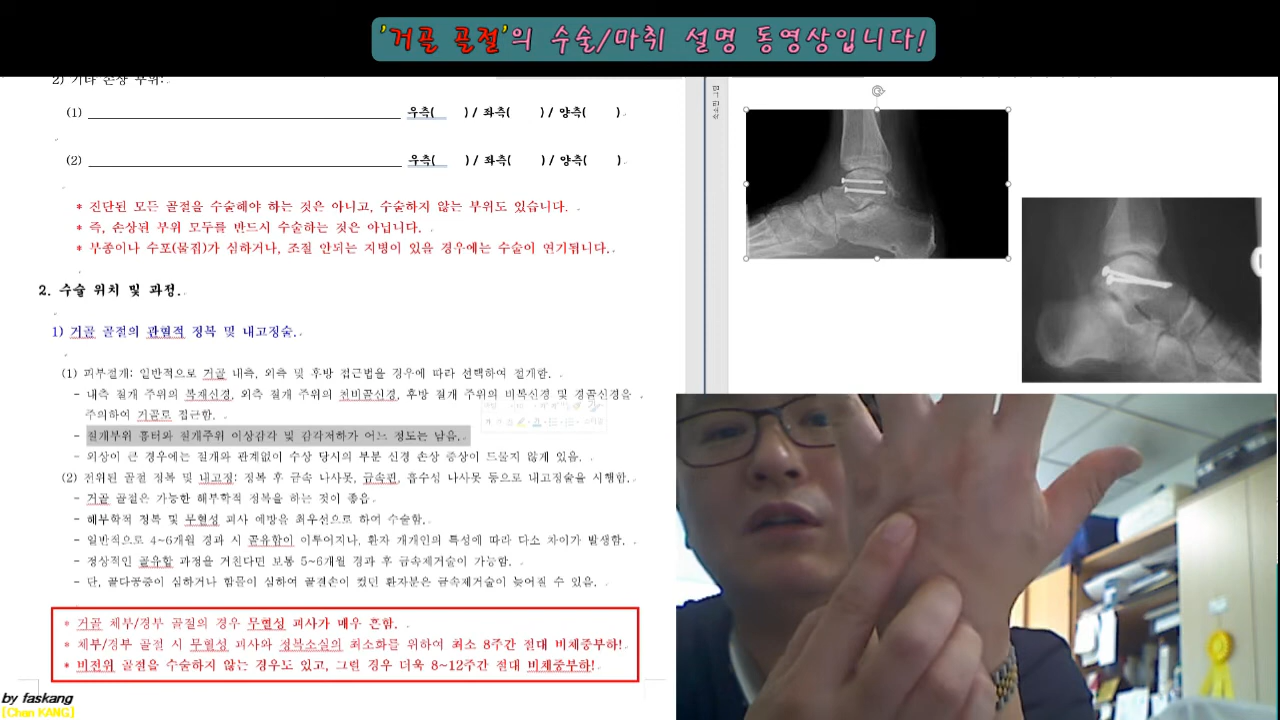 '거골 골절'의 수술/마취 설명 동영상입니다!
2) 기타 손상 부위:
(1) 우측( ) / 좌측( ) / 양측( )
(2) 우측( ) / 좌측( ) / 양측( )
* 진단된 모든 골절을 수술해야 하는 것은 아니고, 수술하지 않는 부위도 있습니다.
* 즉, 손상된 부위 모두를 반드시 수술하는 것은 아닙니다.
* 부종이나 수포(물집)가 심하거나, 조절 안되는 지병이 있을 경우에는 수술이 연기됩니다.
2. 수술 위치 및 과정.
1) 거골 골절의 관혈적 정복 및 내고정술.
(1) 피부절개: 일반적으로 거골 내측, 외측 및 후방 접근법을 경우에 따라 선택하여 절개함.
- 내측 절개 주위의 복재신경, 외측 절개 주위의 천비골신경, 후방 절개 주위의 비복신경 및 경골신경을
주의하여 거골로 접근함.
- 절개부위 흉터와 절개주위 이상감각 및 감각저하가 어느 정도는 남음.
- 외상이 큰 경우에는 절개와 관계없이 수상 당시의 부분 신경 손상 증상이 드물지 않게 있음.
(2) 전위된 골절 정복 및 내고정: 정복 후 금속 나사못, 금속판, 흡수성 나사못 등으로 내고정술을 시행함.
- 거골 골절은 가능한 해부학적 정복을 하는 것이 좋음.
- 해부학적 정복 및 무혈성 괴사 예방을 최우선으로 하여 수술함.
- 일반적으로 4~6개월 경과 시 골유합이 이루어지나, 환자 개개인의 특성에 따라 다소 차이가 발생함.
- 정상적인 골유합 과정을 거친다면 보통 5~6개월 경과 후 금속제거술이 가능함.
- 단, 골다공증이 심하거나 함몰이 심하여 골결손이 컸던 환자분은 금속제거술이 늦어질 수 있음.
* 거골 체부/경부 골절의 경우 무혈성 괴사가 매우 흔함.
* 체부/경부 골절 시 무혈성 괴사와 정복소실의 최소화를 위하여 최소 8주간 절대 비체중부하!
* 비전위 골절을 수술하지 않는 경우도 있고, 그런 경우 더욱 8~12주간 절대 비체중부하!
by faskang
[Chan KANG]